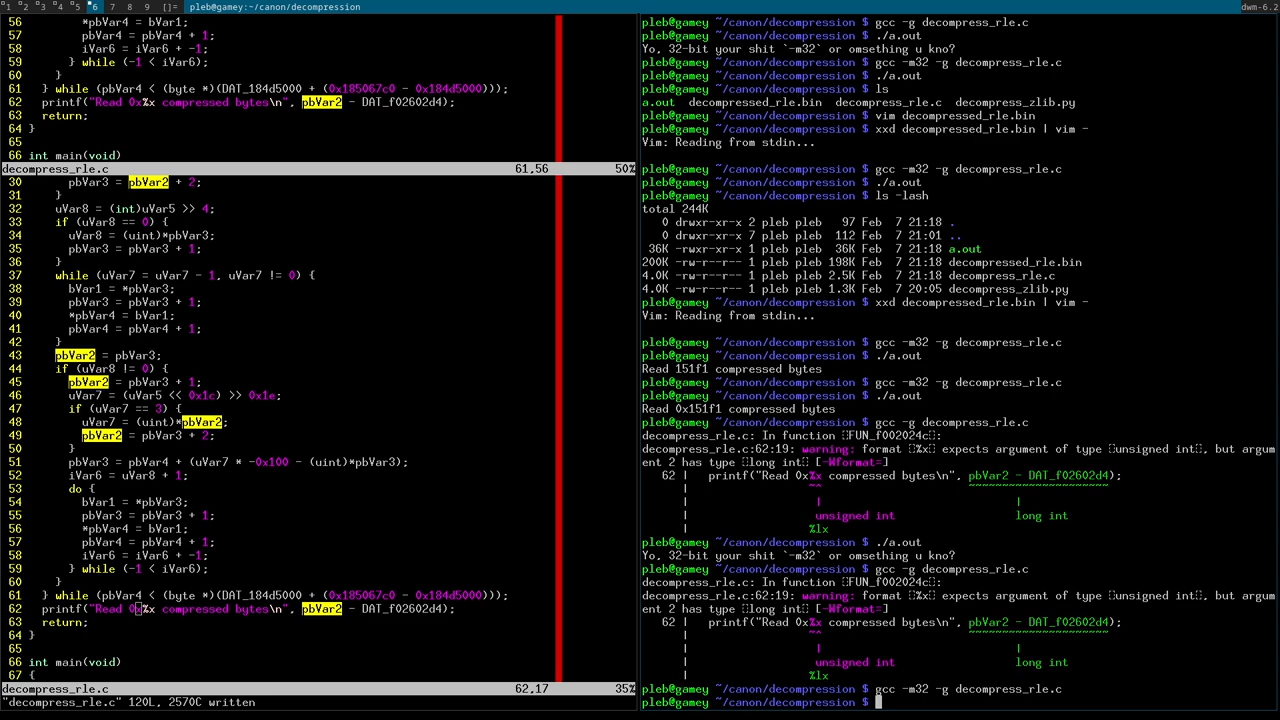 1 2 3 4 5 6 7 8 9 []= pleb@gamey:~/canon/decompression
dwm-6.2
56 *pbVar4 = bVar1;
57 pbVar4 = pbVar4 + 1;
58 iVar6 = iVar6 + -1;
59 } while (-1 < iVar6);
60 }
61 } while (pbVar4 < (byte *)(DAT_184d5000 + (0x185067c0 - 0x184d5000)));
62 printf("Read 0x%x compressed bytes\n", pbVar2 - DAT_f02602d4);
63 return;
64 }
65
66 int main(void)
decompress_rle.c 61,56 50%
30 pbVar3 = pbVar2 + 2;
31 }
32 uVar8 = (int)uVar5 >> 4;
33 if (uVar8 == 0) {
34 uVar8 = (uint)*pbVar3;
35 pbVar3 = pbVar3 + 1;
36 }
37 while (uVar7 = uVar7 - 1, uVar7 != 0) {
38 bVar1 = *pbVar3;
39 pbVar3 = pbVar3 + 1;
40 *pbVar4 = bVar1;
41 pbVar4 = pbVar4 + 1;
42 }
43 pbVar2 = pbVar3;
44 if (uVar8 != 0) {
45 pbVar2 = pbVar3 + 1;
46 uVar7 = (uVar5 << 0x1c) >> 0x1e;
47 if (uVar7 == 3) {
48 uVar7 = (uint)*pbVar2;
49 pbVar2 = pbVar3 + 2;
50 }
51 pbVar3 = pbVar4 + (uVar7 * -0x100 - (uint)*pbVar3);
52 iVar6 = uVar8 + 1;
53 do {
54 bVar1 = *pbVar3;
55 pbVar3 = pbVar3 + 1;
56 *pbVar4 = bVar1;
57 pbVar4 = pbVar4 + 1;
58 iVar6 = iVar6 + -1;
59 } while (-1 < iVar6);
60 }
61 } while (pbVar4 < (byte *)(DAT_184d5000 + (0x185067c0 - 0x184d5000)));
62 printf("Read 0x%x compressed bytes\n", pbVar2 - DAT_f02602d4);
63 return;
64 }
65
66 int main(void)
67 {
decompress_rle.c 62,17 35%
"decompress_rle.c" 120L, 2570C written
pleb@gamey ~/canon/decompression $ gcc -g decompress_rle.c
pleb@gamey ~/canon/decompression $ ./a.out
Yo, 32-bit your shit `-m32` or omsething u kno?
pleb@gamey ~/canon/decompression $ gcc -m32 -g decompress_rle.c
pleb@gamey ~/canon/decompression $ ./a.out
pleb@gamey ~/canon/decompression $ ls
a.out decompressed_rle.bin decompress_rle.c decompress_zlib.py
pleb@gamey ~/canon/decompression $ vim decompressed_rle.bin
pleb@gamey ~/canon/decompression $ xxd decompressed_rle.bin | vim -
Vim: Reading from stdin...
pleb@gamey ~/canon/decompression $ gcc -m32 -g decompress_rle.c
pleb@gamey ~/canon/decompression $ ./a.out
pleb@gamey ~/canon/decompression $ ls -lash
total 244K
0 drwxr-xr-x 2 pleb pleb 97 Feb 7 21:18 .
0 drwxr-xr-x 7 pleb pleb 112 Feb 7 21:01 ..
36K -rwxr-xr-x 1 pleb pleb 36K Feb 7 21:18 a.out
200K -rwxr--r-- 1 pleb pleb 198K Feb 7 21:18 decompressed_rle.bin
4.0K -rw-r--r-- 1 pleb pleb 2.5K Feb 7 21:18 decompress_rle.c
4.0K -rw-r--r-- 1 pleb pleb 1.3K Feb 7 20:05 decompress_zlib.py
pleb@gamey ~/canon/decompression $ xxd decompressed_rle.bin | vim -
Vim: Reading from stdin...
pleb@gamey ~/canon/decompression $ gcc -m32 -g decompress_rle.c
pleb@gamey ~/canon/decompression $ ./a.out
Read 151f1 compressed bytes
pleb@gamey ~/canon/decompression $ gcc -m32 -g decompress_rle.c
pleb@gamey ~/canon/decompression $ ./a.out
Read 0x151f1 compressed bytes
pleb@gamey ~/canon/decompression $ gcc -g decompress_rle.c
decompress_rle.c: In function FUN_f002024c:
decompress_rle.c:62:19: warning: format %x expects argument of type unsigned int, but argum
ent 2 has type long int [-Wformat=]
62 | printf("Read 0x%x compressed bytes\n", pbVar2 - DAT_f02602d4);
| ~^ ~~~~~~~~~~~~~~~~~~~~~
| | |
| unsigned int long int
| %lx
pleb@gamey ~/canon/decompression $ ./a.out
Yo, 32-bit your shit `-m32` or omsething u kno?
pleb@gamey ~/canon/decompression $ gcc -g decompress_rle.c
decompress_rle.c: In function FUN_f002024c:
decompress_rle.c:62:19: warning: format %x expects argument of type unsigned int, but argum
ent 2 has type long int [-Wformat=]
62 | printf("Read 0x%x compressed bytes\n", pbVar2 - DAT_f02602d4);
| ~^ ~~~~~~~~~~~~~~~~~~~~~
| | |
| unsigned int long int
| %lx
pleb@gamey ~/canon/decompression $ gcc -m32 -g decompress_rle.c
pleb@gamey ~/canon/decompression $